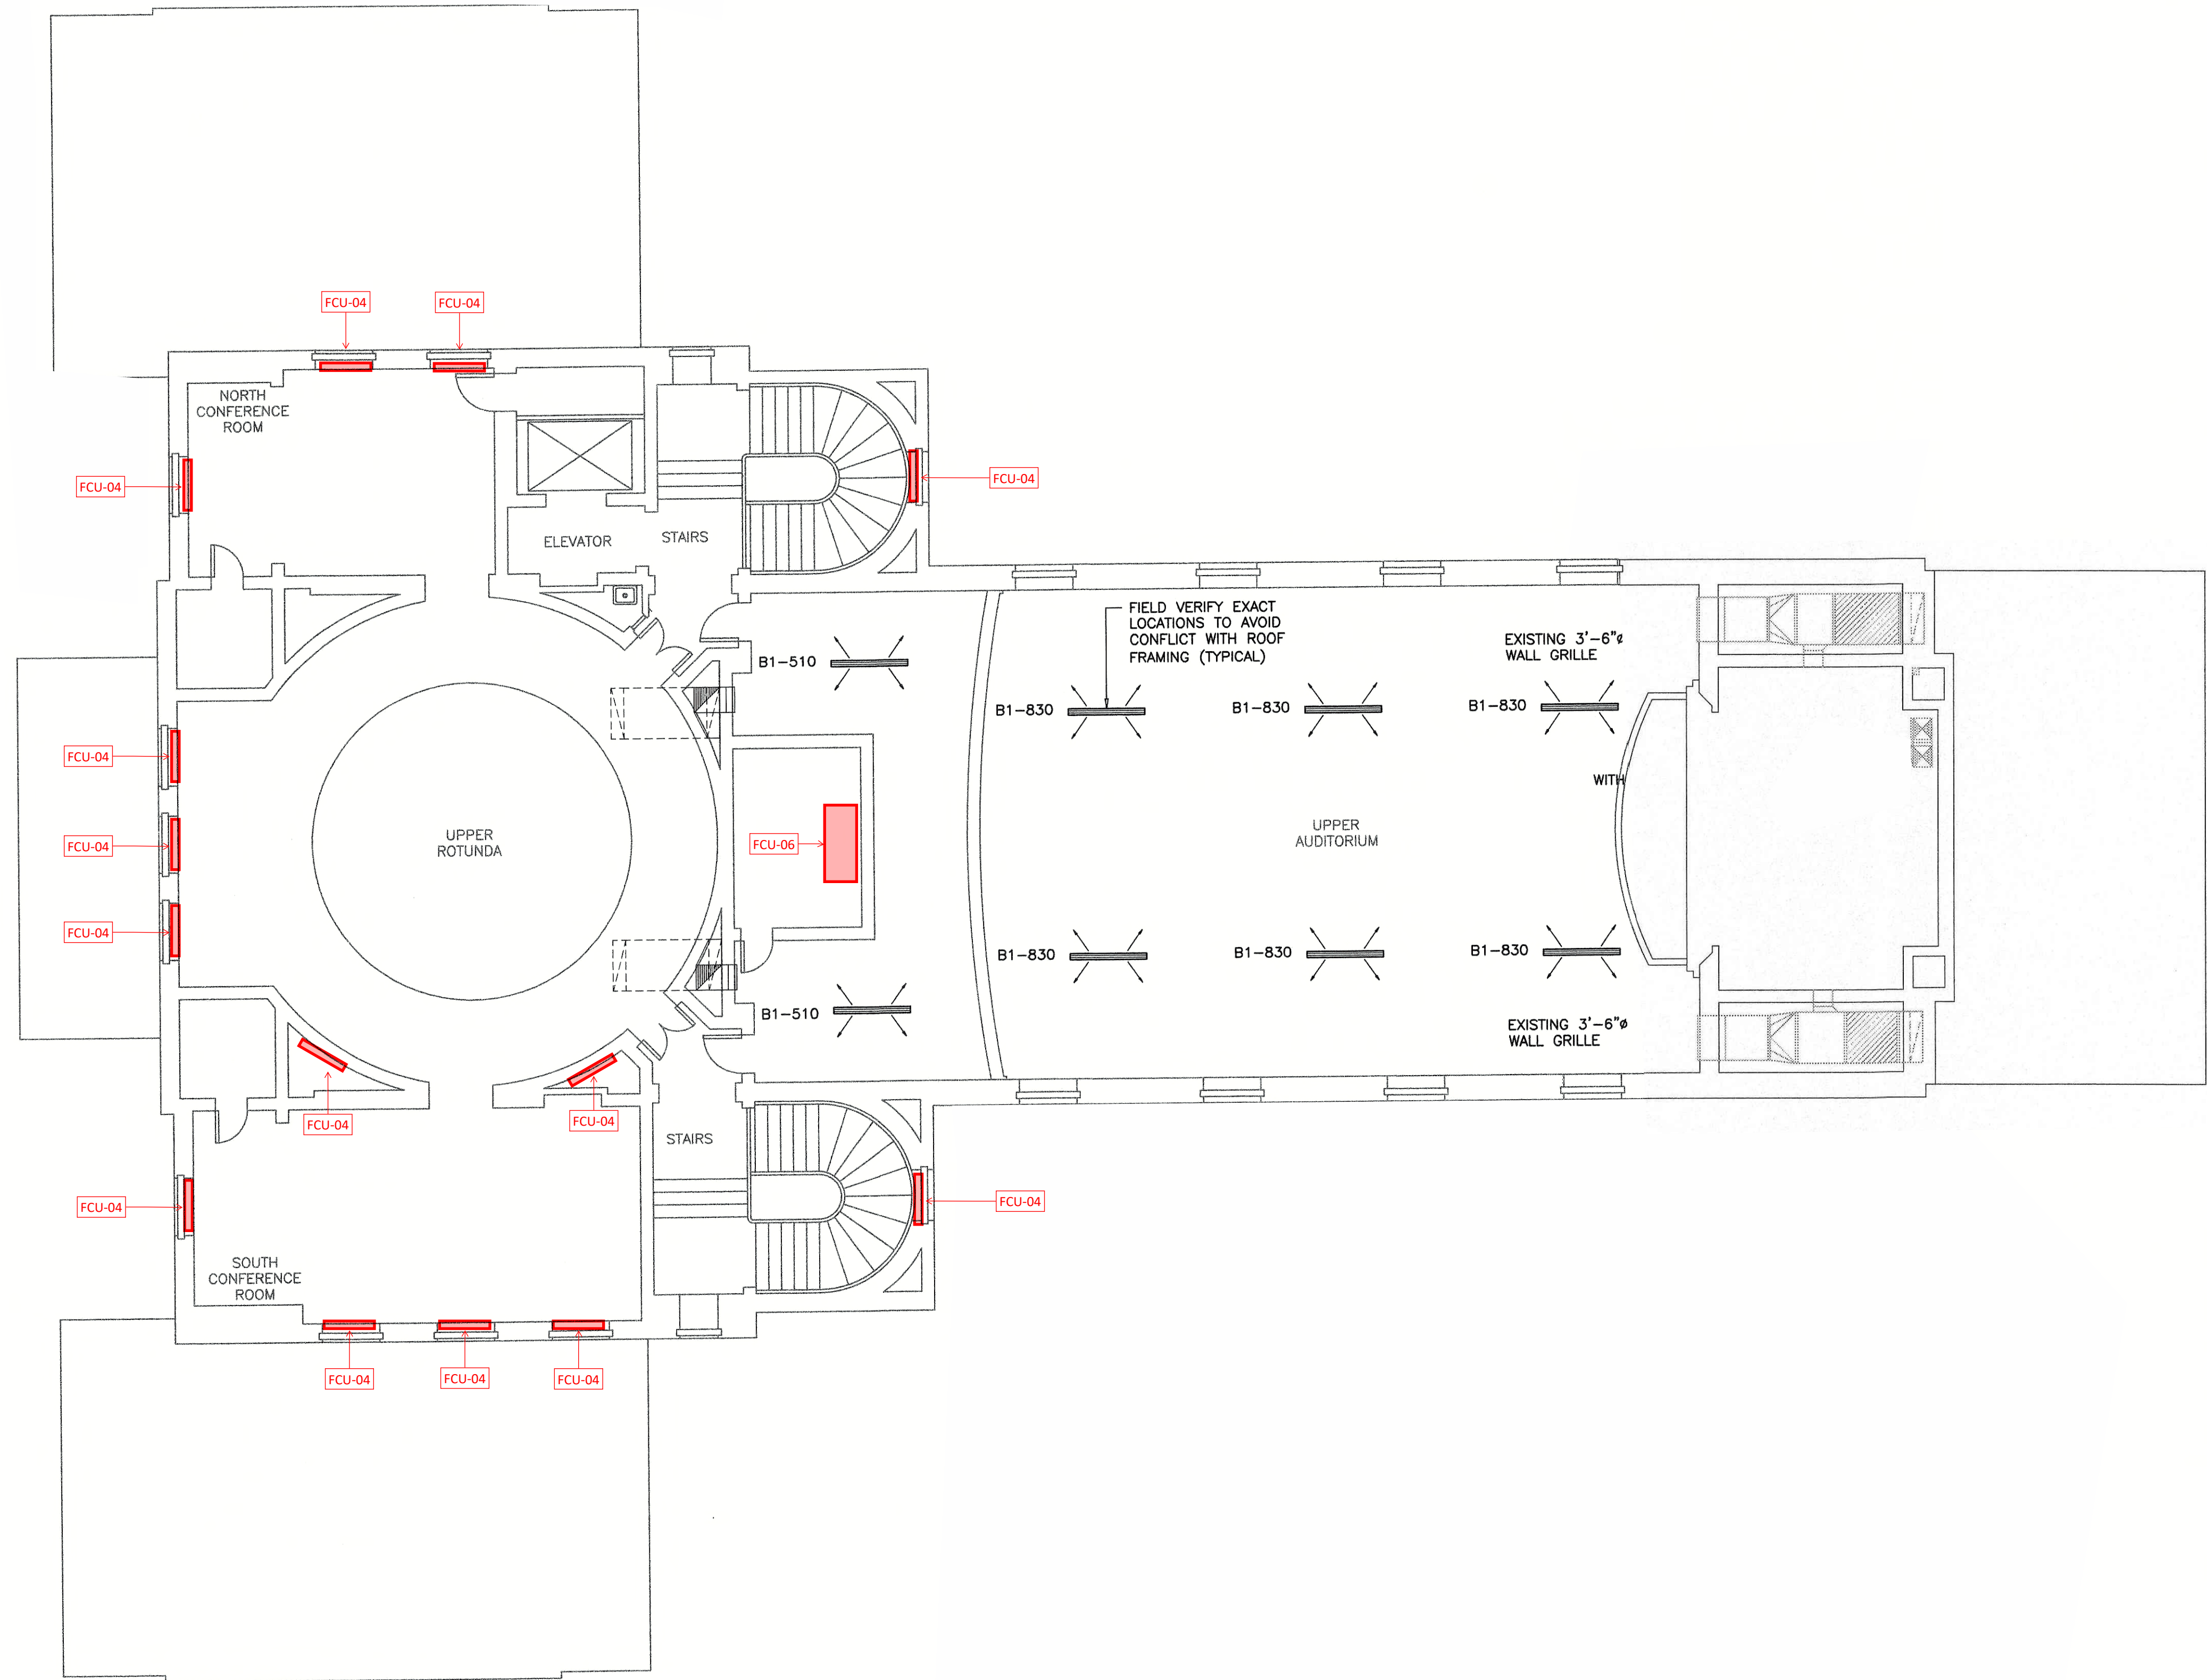 FCU-04
FCU-04
NORTH
CONFERENCE
ROOM
FCU-04
FCU-04
ELEVATOR
STAIRS
FIELD VERIFY EXACT
LOCATIONS TO AVOID
CONFLICT WITH ROOF
FRAMING (TYPICAL)
EXISTING 3'-6"ø
WALL GRILLE
B1-510
B1-830
B1-830
B1-830
FCU-04
WITH
UPPER
ROTUNDA
FCU-04
FCU-06
UPPER
AUDITORIUM
FCU-04
B1-830
B1-830
B1-830
B1-510
EXISTING 3'-6"ø
WALL GRILLE
FCU-04
FCU-04
STAIRS
FCU-04
FCU-04
SOUTH
CONFERENCE
ROOM
FCU-04
FCU-04
FCU-04